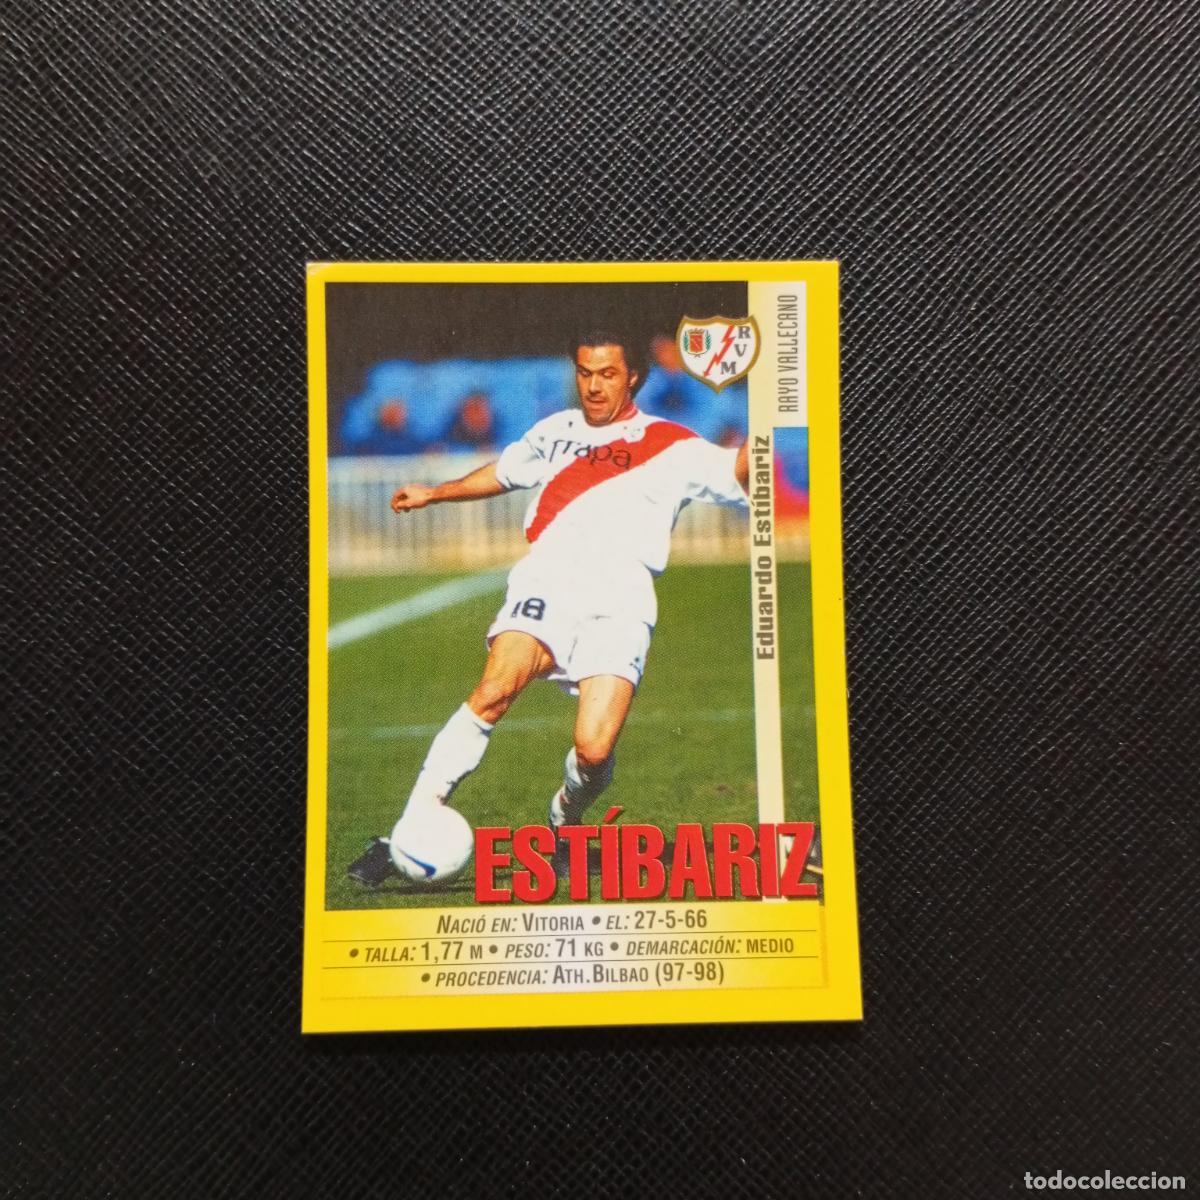 RAYO VALLECANO
RVM
Eduardo Estíbariz
rrapa
18
ESTÍBARIZ
NACIÓ EN: VITORIA • EL: 27-5-66
• TALLA: 1,77 M • PESO: 71 KG • DEMARCACIÓN: MEDIO
• PROCEDENCIA: ATH. BILBAO (97-98)
todocoleccion